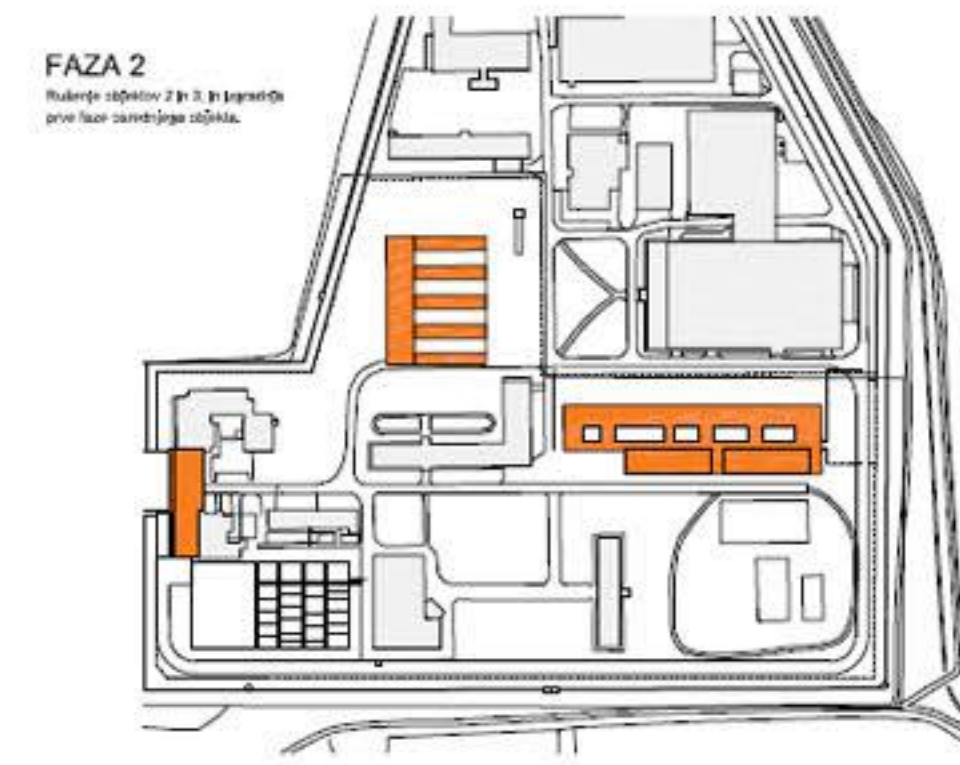 FAZA 2
Rušenje objektov 2 in 3, in izgradnja
prve faze osrednjega objekta.